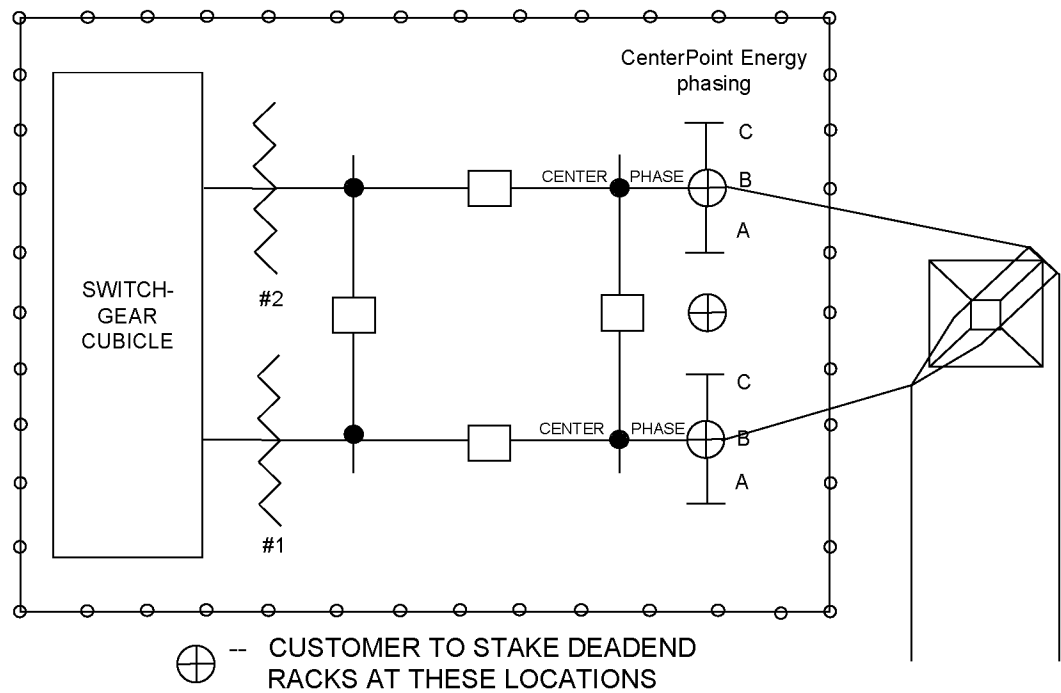 CenterPoint Energy
phasing
C
CENTER PHASE B
A
SWITCH-
GEAR
CUBICLE
#2
C
CENTER PHASE B
A
#1
-- CUSTOMER TO STAKE DEADEND
RACKS AT THESE LOCATIONS